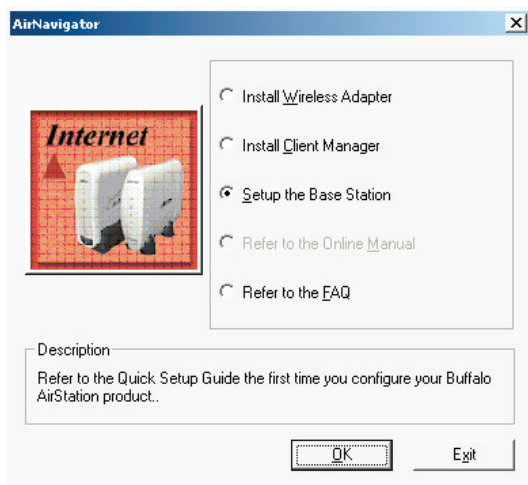 AirNavigator
Internet
Install Wireless Adapter
Install Client Manager
Setup the Base Station
Refer to the Online Manual
Refer to the FAQ
Description
Refer to the Quick Setup Guide the first time you configure your Buffalo
AirStation product..
OK
Exit